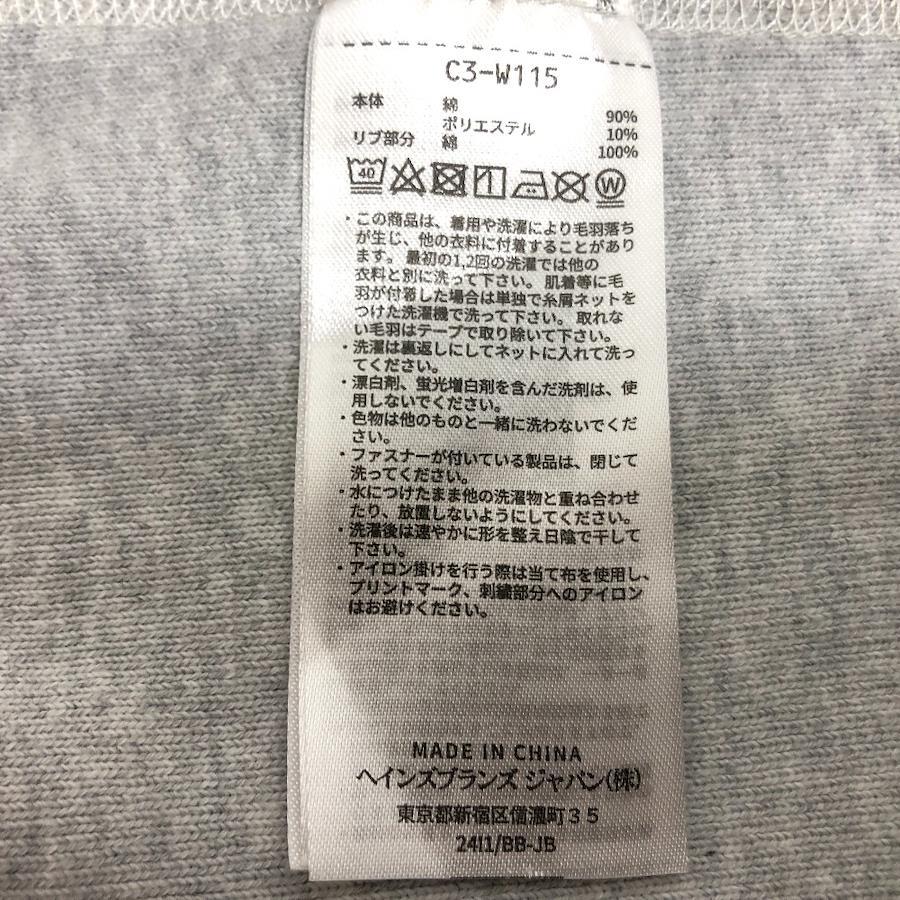 C3-W115
本体 綿 90%
ポリエステル 10%
リブ部分 綿 100%
40 W
・この商品は、着用や洗濯により毛羽落ち
が生じ、他の衣料に付着することがあり
ます。 最初の1,2回の洗濯では他の
衣料と別に洗って下さい。 肌着等に毛
羽が付着した場合は単独で糸屑ネットを
つけた洗濯機で洗って下さい。 取れな
い毛羽はテープで取り除いて下さい。
・洗濯は裏返しにしてネットに入れて洗っ
てください。
・漂白剤、蛍光増白剤を含んだ洗剤は、使
用しないでください。
・色物は他のものと一緒に洗わないでくだ
さい。
・ファスナーが付いている製品は、閉じて
洗ってください。
・水につけたまま他の洗濯物と重ね合わせ
たり、放置しないようにしてください。
・洗濯後は速やかに形を整え日陰で干して
下さい。
・アイロン掛けを行う際は当て布を使用し、
プリントマーク、刺繍部分へのアイロン
はお避けください。
MADE IN CHINA
ヘインズブランズ ジャパン(株)
東京都新宿区信濃町35
24I1/BB-JB